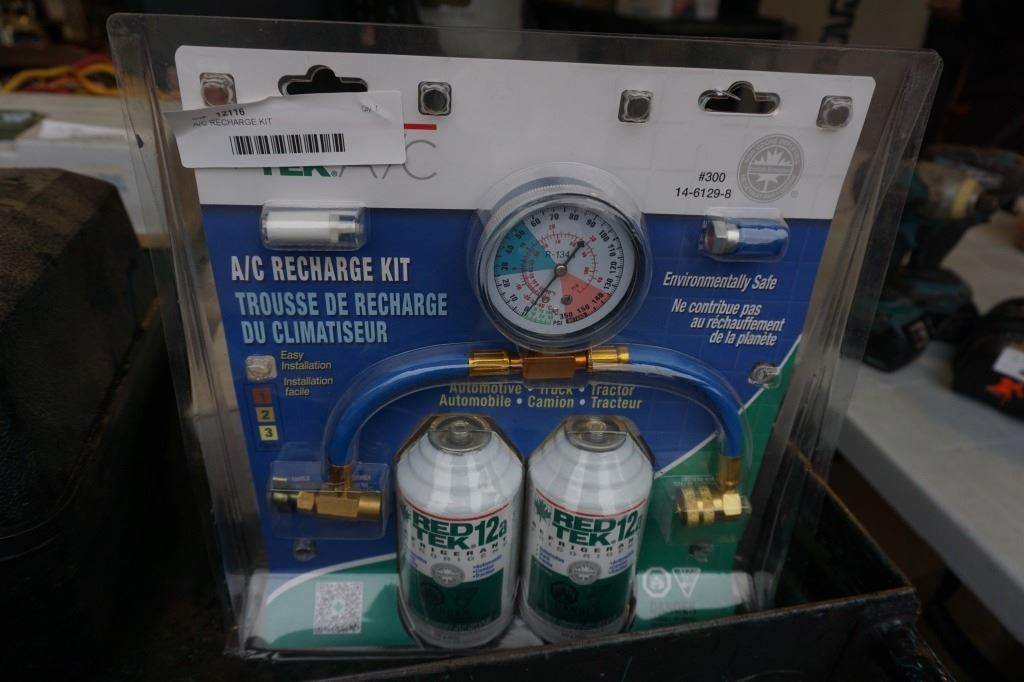 12116
Qty. 1
A/C RECHARGE KIT
TEK A/C
#300
14-6129-8
R-134
PSI
A/C RECHARGE KIT
TROUSSE DE RECHARGE
DU CLIMATISEUR
Environmentally Safe
Ne contribue pas
au réchauffement
de la planète
Easy
Installation
Installation
facile
1
2
3
Automotive • Truck • Tractor
Automobile • Camion • Tracteur
RED TEK 12a
REFRIGERANT
RED TEK 12a
REFRIGERANT